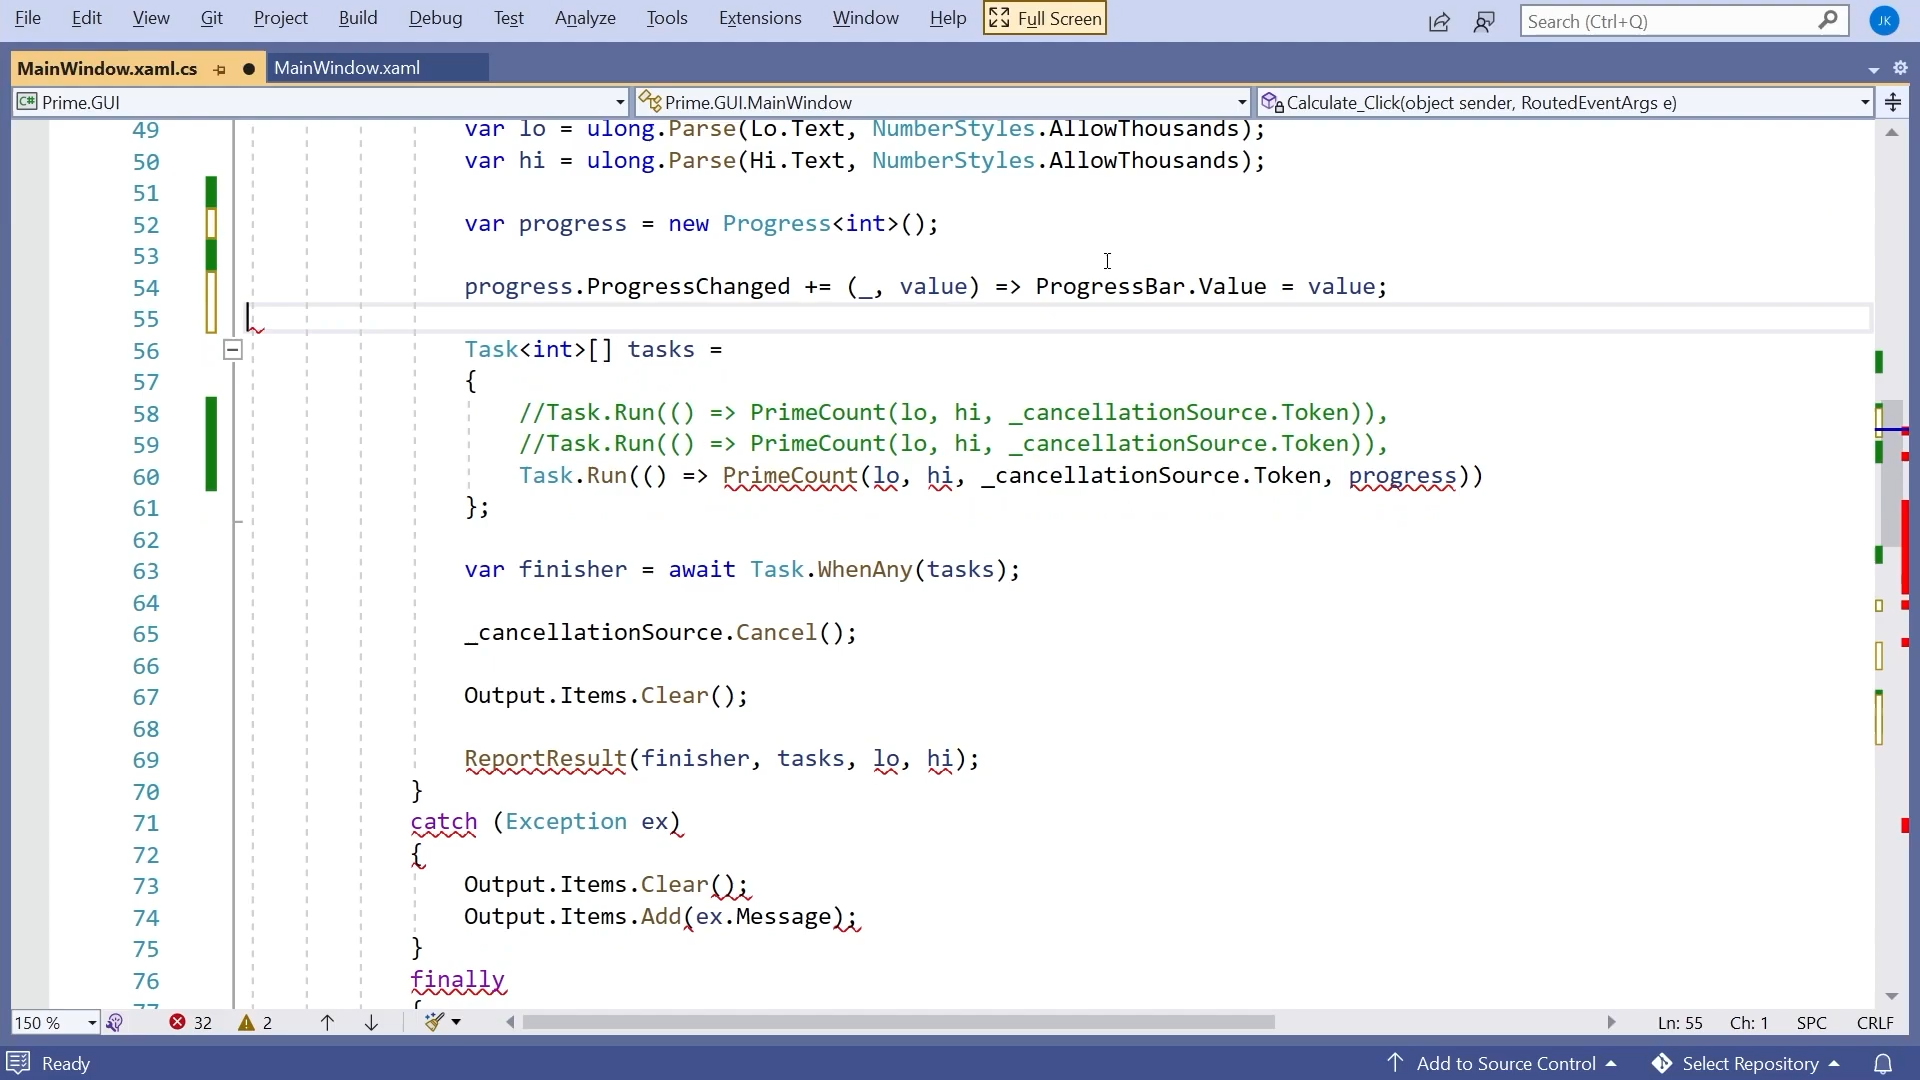 File Edit View Git Project Build Debug Test Analyze Tools Extensions Window Help Full Screen Search (Ctrl+Q) JK
MainWindow.xaml.cs MainWindow.xaml
C# Prime.GUI Prime.GUI.MainWindow Calculate_Click(object sender, RoutedEventArgs e)
49 var lo = ulong.Parse(Lo.Text, NumberStyles.AllowThousands);
50 var hi = ulong.Parse(Hi.Text, NumberStyles.AllowThousands);
51
52 var progress = new Progress<int>();
53
54 progress.ProgressChanged += (_, value) => ProgressBar.Value = value;
55
56 Task<int>[] tasks =
57 {
58 //Task.Run(() => PrimeCount(lo, hi, _cancellationSource.Token)),
59 //Task.Run(() => PrimeCount(lo, hi, _cancellationSource.Token)),
60 Task.Run(() => PrimeCount(lo, hi, _cancellationSource.Token, progress))
61 };
62
63 var finisher = await Task.WhenAny(tasks);
64
65 _cancellationSource.Cancel();
66
67 Output.Items.Clear();
68
69 ReportResult(finisher, tasks, lo, hi);
70 }
71 catch (Exception ex)
72 {
73 Output.Items.Clear();
74 Output.Items.Add(ex.Message);
75 }
76 finally
77 {
150 % 32 2 Ln: 55 Ch: 1 SPC CRLF
Ready Add to Source Control Select Repository